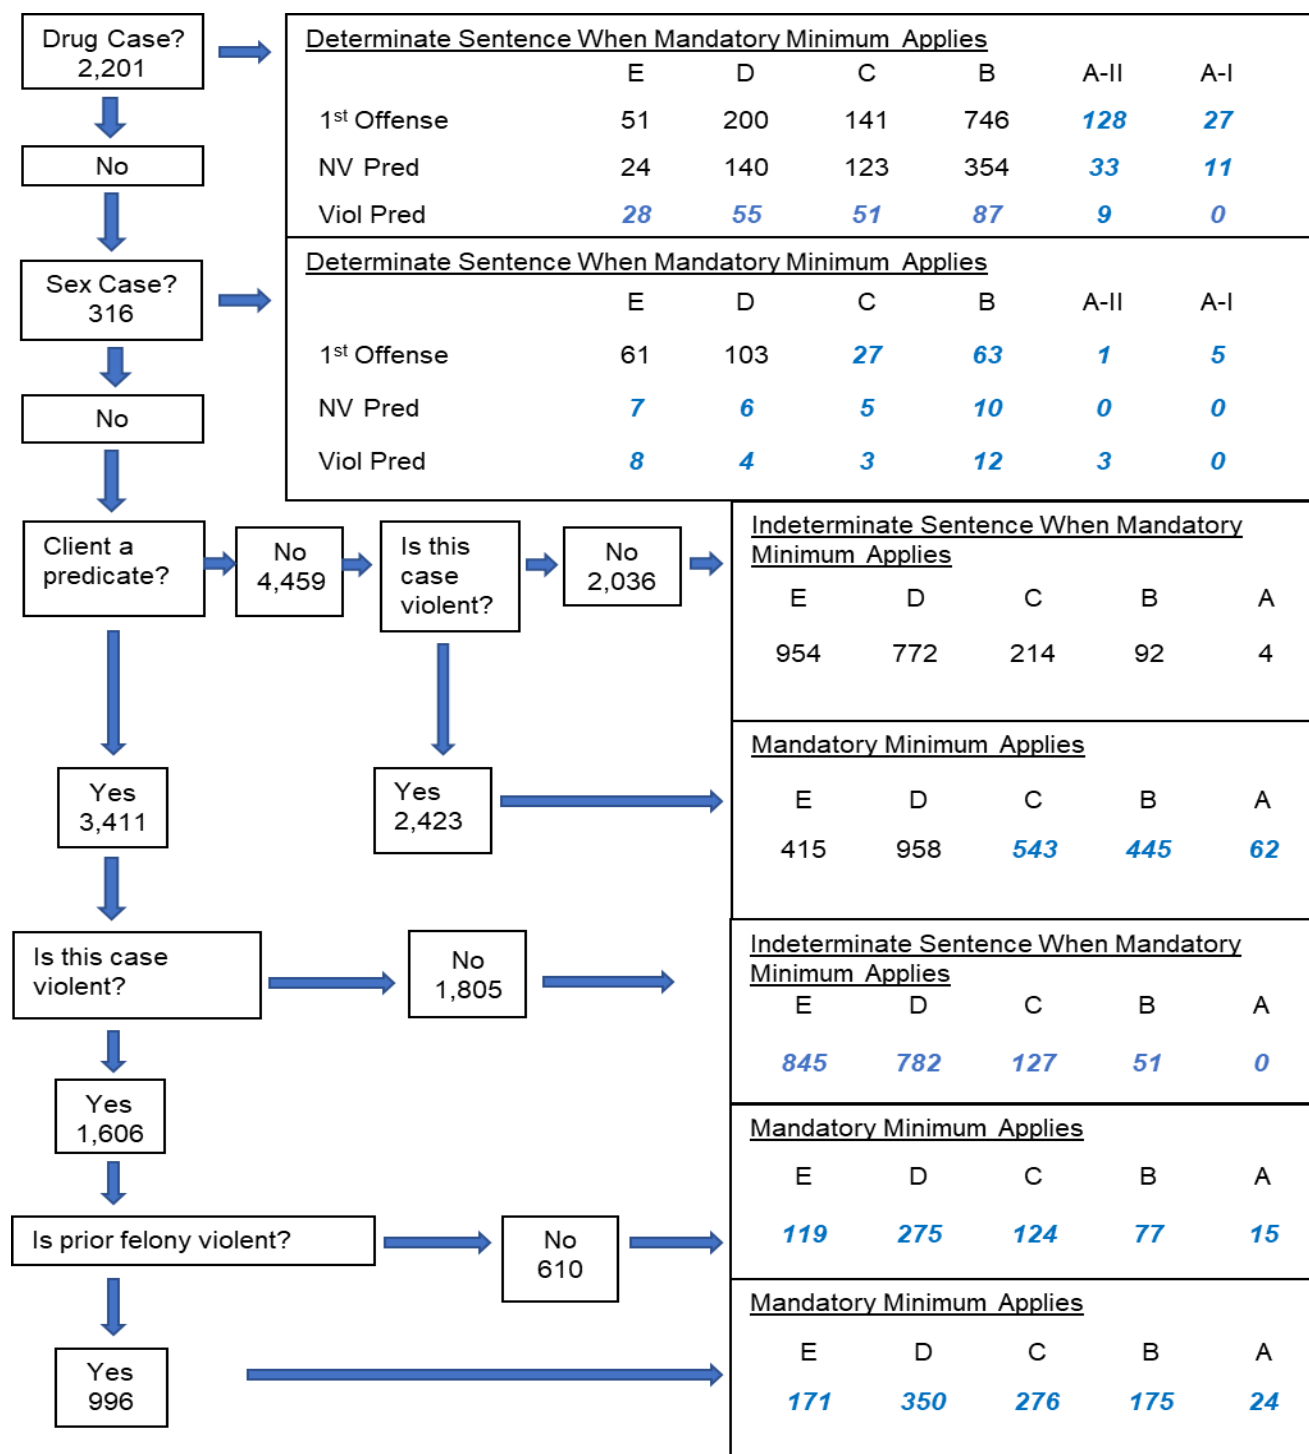 Drug Case?
2,201
Determinate Sentence When Mandatory Minimum Applies
E D C B A-II A-I
1st Offense 51 200 141 746 128 27
NV Pred 24 140 123 354 33 11
Viol Pred 28 55 51 87 9 0
No
Sex Case?
316
Determinate Sentence When Mandatory Minimum Applies
E D C B A-II A-I
1st Offense 61 103 27 63 1 5
NV Pred 7 6 5 10 0 0
Viol Pred 8 4 3 12 3 0
No
Client a
predicate?
No
4,459
Is this
case
violent?
No
2,036
Indeterminate Sentence When Mandatory
Minimum Applies
E D C B A
954 772 214 92 4
Yes
3,411
Yes
2,423
Mandatory Minimum Applies
E D C B A
415 958 543 445 62
Is this case
violent?
No
1,805
Indeterminate Sentence When Mandatory
Minimum Applies
E D C B A
845 782 127 51 0
Yes
1,606
Is prior felony violent?
No
610
Mandatory Minimum Applies
E D C B A
119 275 124 77 15
Yes
996
Mandatory Minimum Applies
E D C B A
171 350 276 175 24